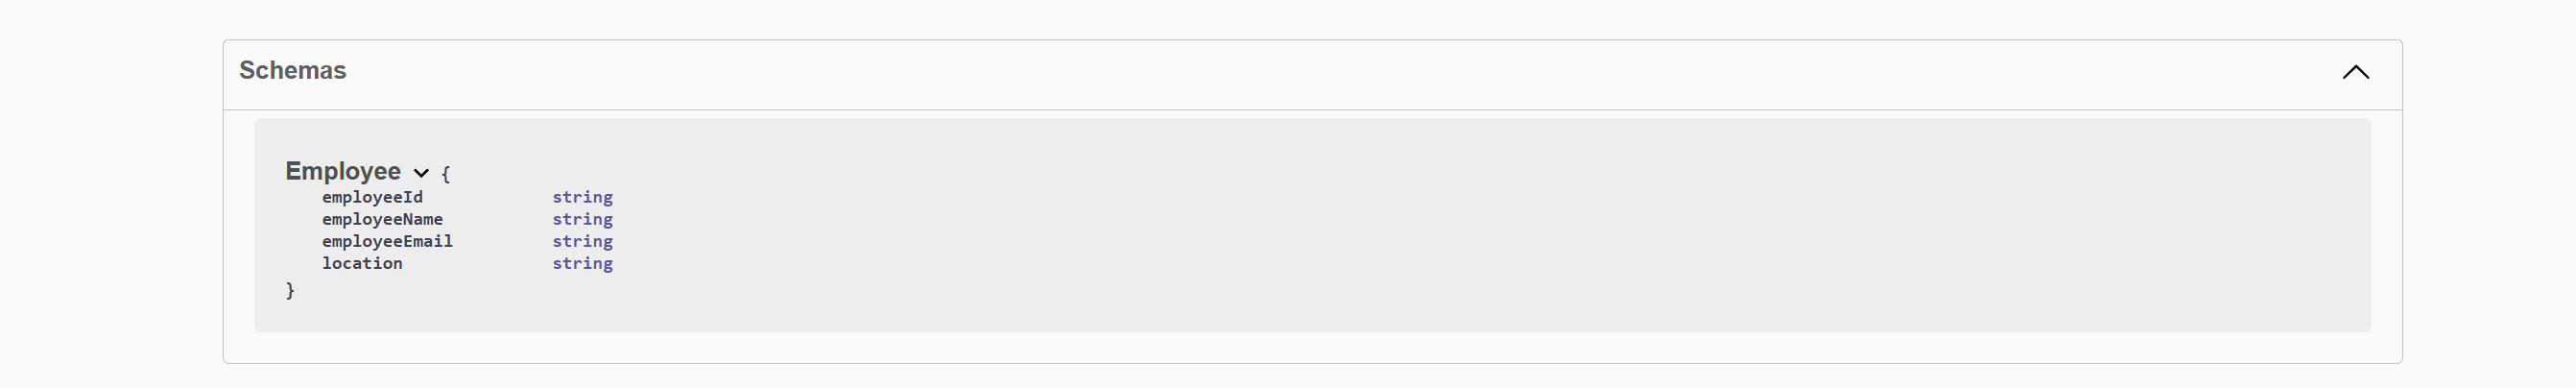 Schemas
Employee {
employeeId string
employeeName string
employeeEmail string
location string
}